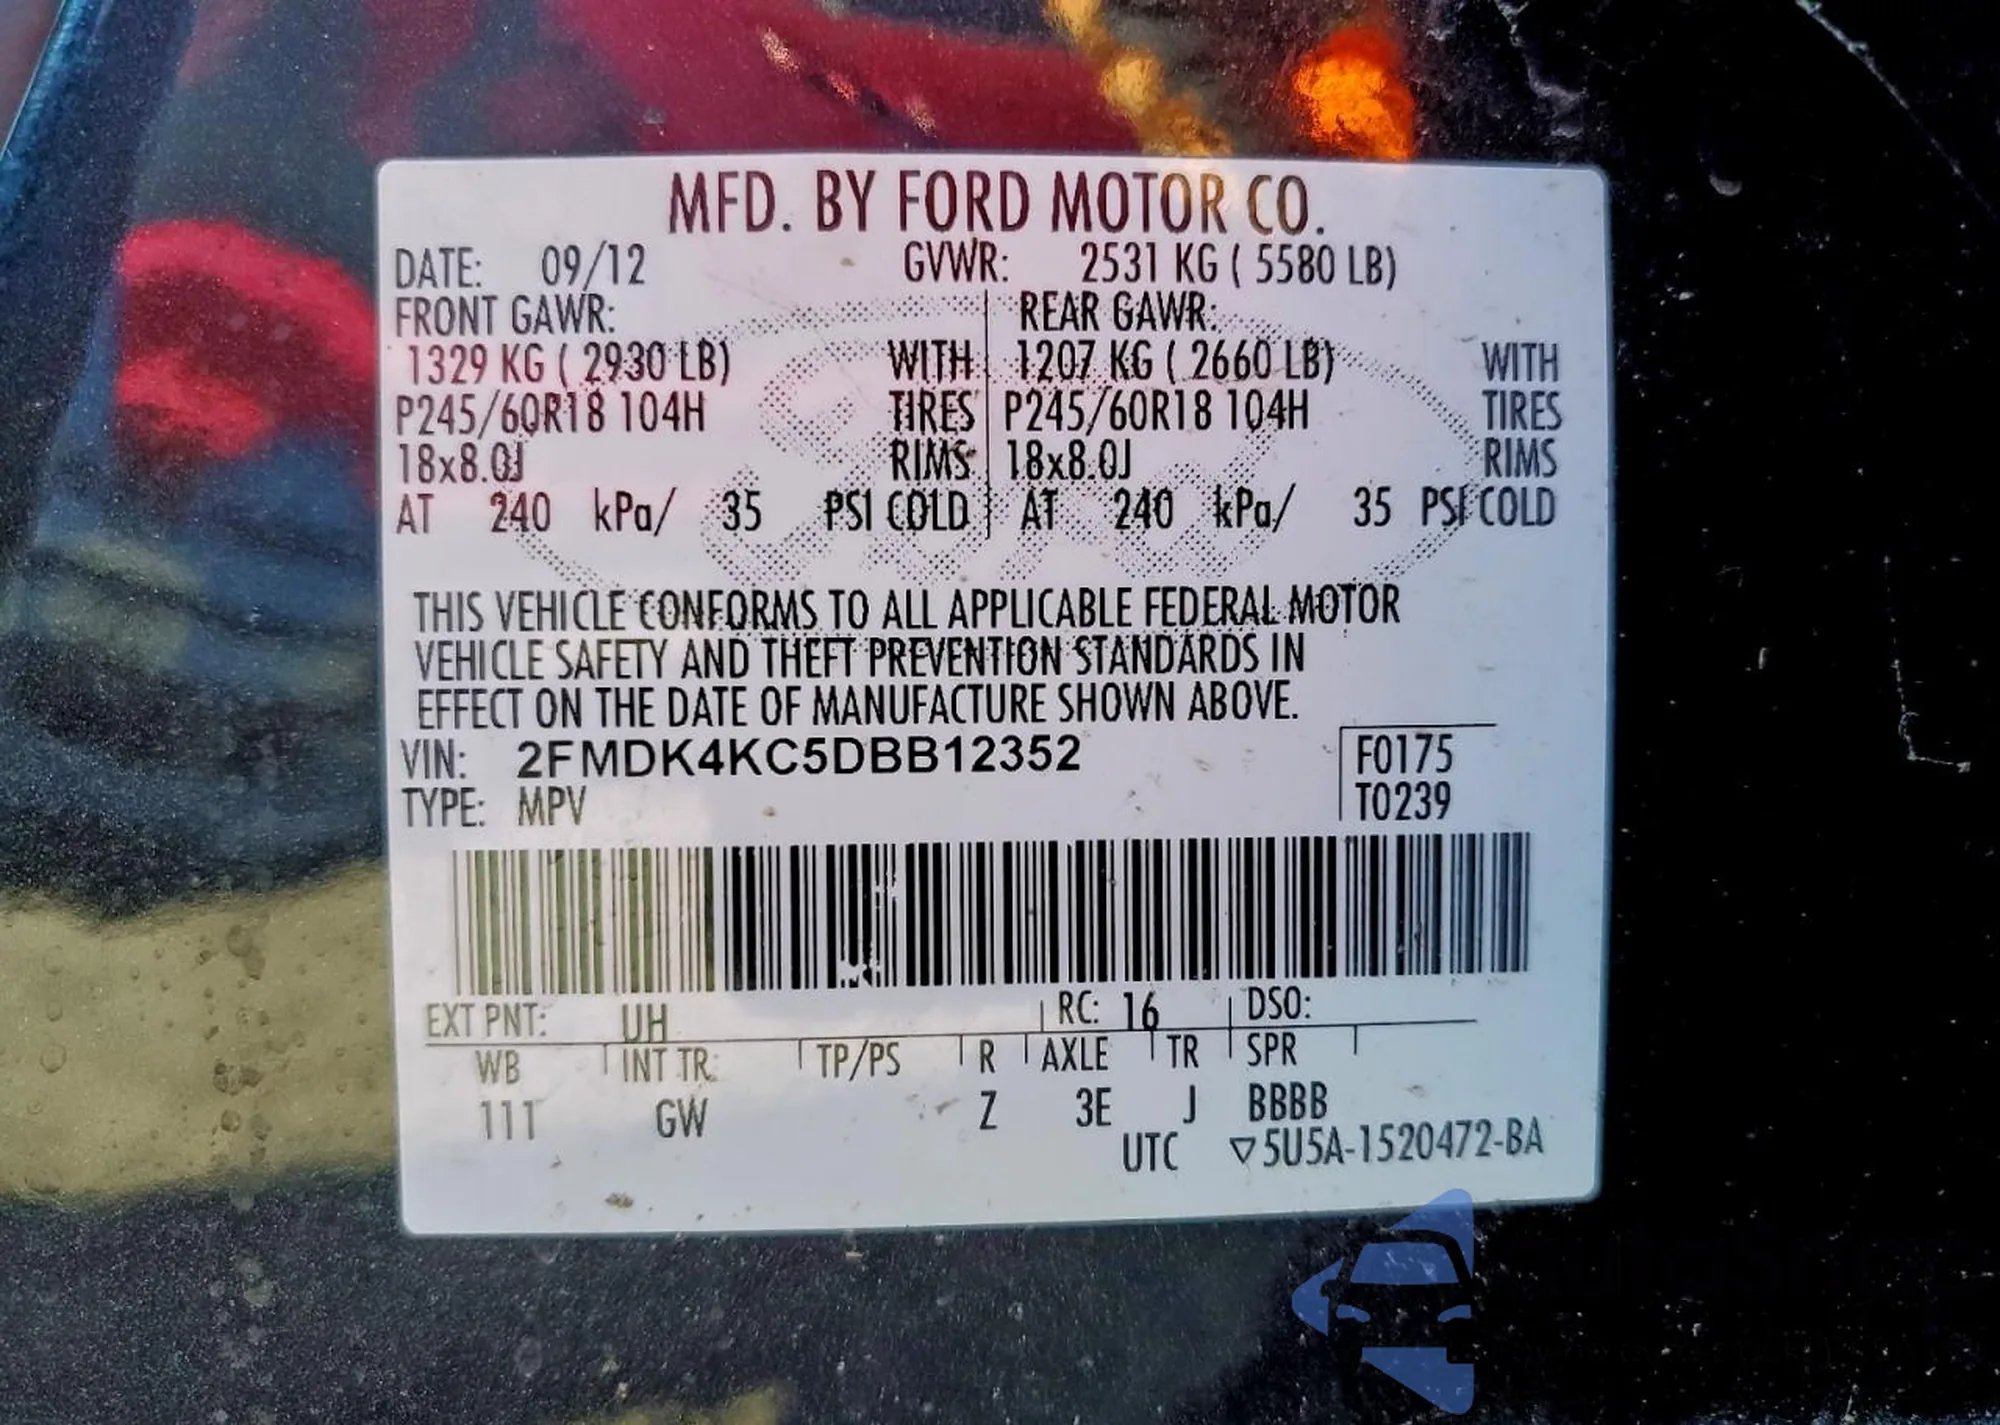 MFD. BY FORD MOTOR CO.
DATE: 09/12 GVWR: 2531 KG ( 5580 LB)
FRONT GAWR: REAR GAWR:
1329 KG ( 2930 LB) WITH 1207 KG ( 2660 LB) WITH
P245/60R18 104H TIRES P245/60R18 104H TIRES
18x8.0J RIMS 18x8.0J RIMS
AT 240 kPa/ 35 PSI COLD AT 240 kPa/ 35 PSI COLD
THIS VEHICLE CONFORMS TO ALL APPLICABLE FEDERAL MOTOR
VEHICLE SAFETY AND THEFT PREVENTION STANDARDS IN
EFFECT ON THE DATE OF MANUFACTURE SHOWN ABOVE.
VIN: 2FMDK4KC5DBB12352 F0175
TYPE: MPV T0239
EXT PNT: UH RC: 16 DSO:
WB INT TR: TP/PS R AXLE TR SPR
111 GW Z 3E J BBBB
UTC ▽5U5A-1520472-BA